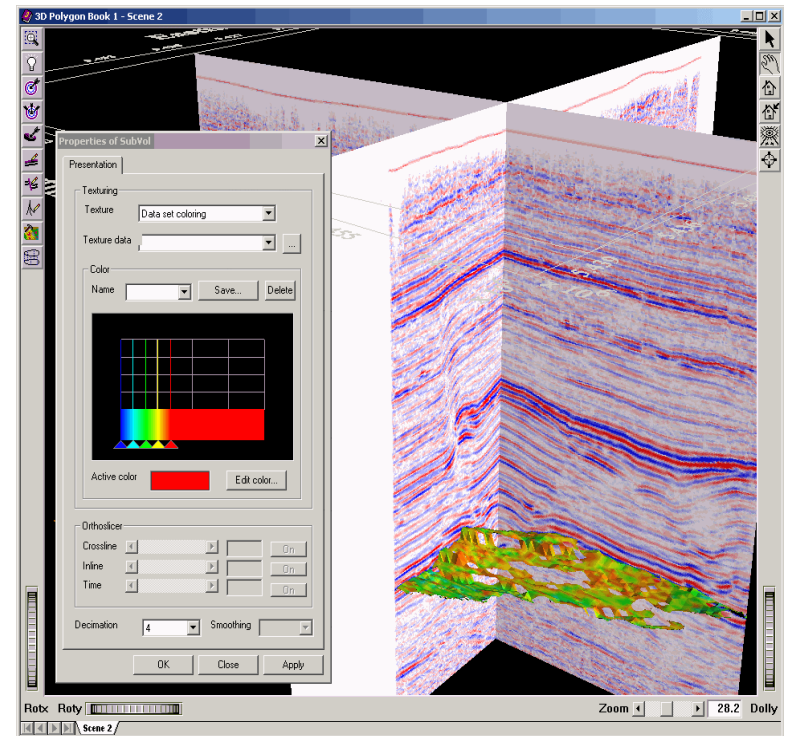 3D Polygon Book 1 - Scene 2
Properties of SubVol
Presentation
Texturing
Texture Data set coloring
Texture data ...
Color
Name Save... Delete
Active color Edit color...
Orthoslicer
Crossline On
Inline On
Time On
Decimation 4 Smoothing
OK Close Apply
Rotx Roty Zoom 28.2 Dolly
Scene 2